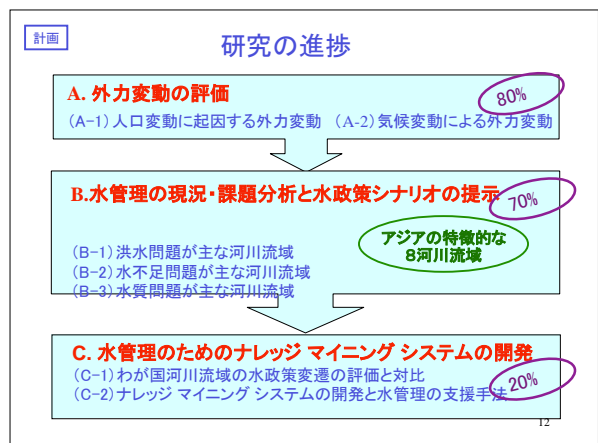 計画
研究の進捗
A. 外力変動の評価
80%
(A-1)人口変動に起因する外力変動 (A-2)気候変動による外力変動
B.水管理の現況・課題分析と水政策シナリオの提示
70%
アジアの特徴的な
8河川流域
(B-1)洪水問題が主な河川流域
(B-2)水不足問題が主な河川流域
(B-3)水質問題が主な河川流域
C. 水管理のためのナレッジ マイニング システムの開発
(C-1)わが国河川流域の水政策変遷の評価と対比
20%
(C-2)ナレッジ マイニング システムの開発と水管理の支援手法
12